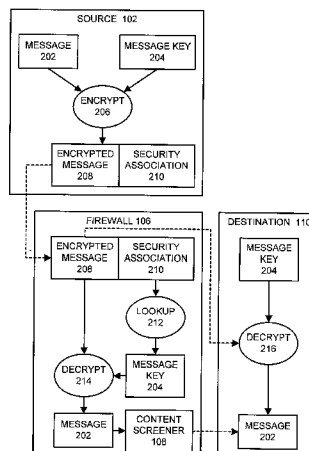 SOURCE 102
MESSAGE
202
MESSAGE KEY
204
ENCRYPT
206
ENCRYPTED
MESSAGE
208
SECURITY
ASSOCIATION
210
FIREWALL 106
ENCRYPTED
MESSAGE
208
SECURITY
ASSOCIATION
210
LOOKUP
212
DECRYPT
214
MESSAGE
KEY
204
MESSAGE
202
CONTENT
SCREENER
108
DESTINATION 110
MESSAGE
KEY
204
DECRYPT
216
MESSAGE
202